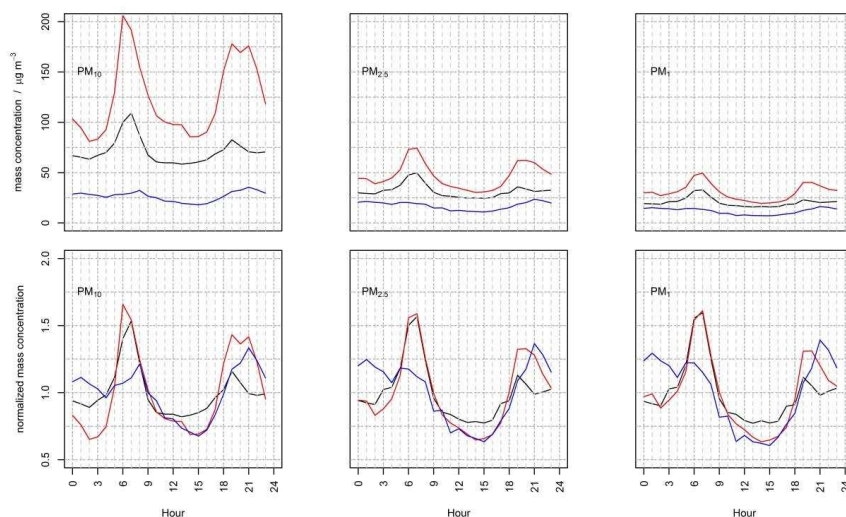 mass concentration / μg m⁻³
200
150
100
50
0
PM₁₀
PM₂.₅
PM₁
normalized mass concentration
2.0
1.5
1.0
0.5
PM₁₀
PM₂.₅
PM₁
0 3 6 9 12 15 18 21 24
0 3 6 9 12 15 18 21 24
0 3 6 9 12 15 18 21 24
Hour
Hour
Hour